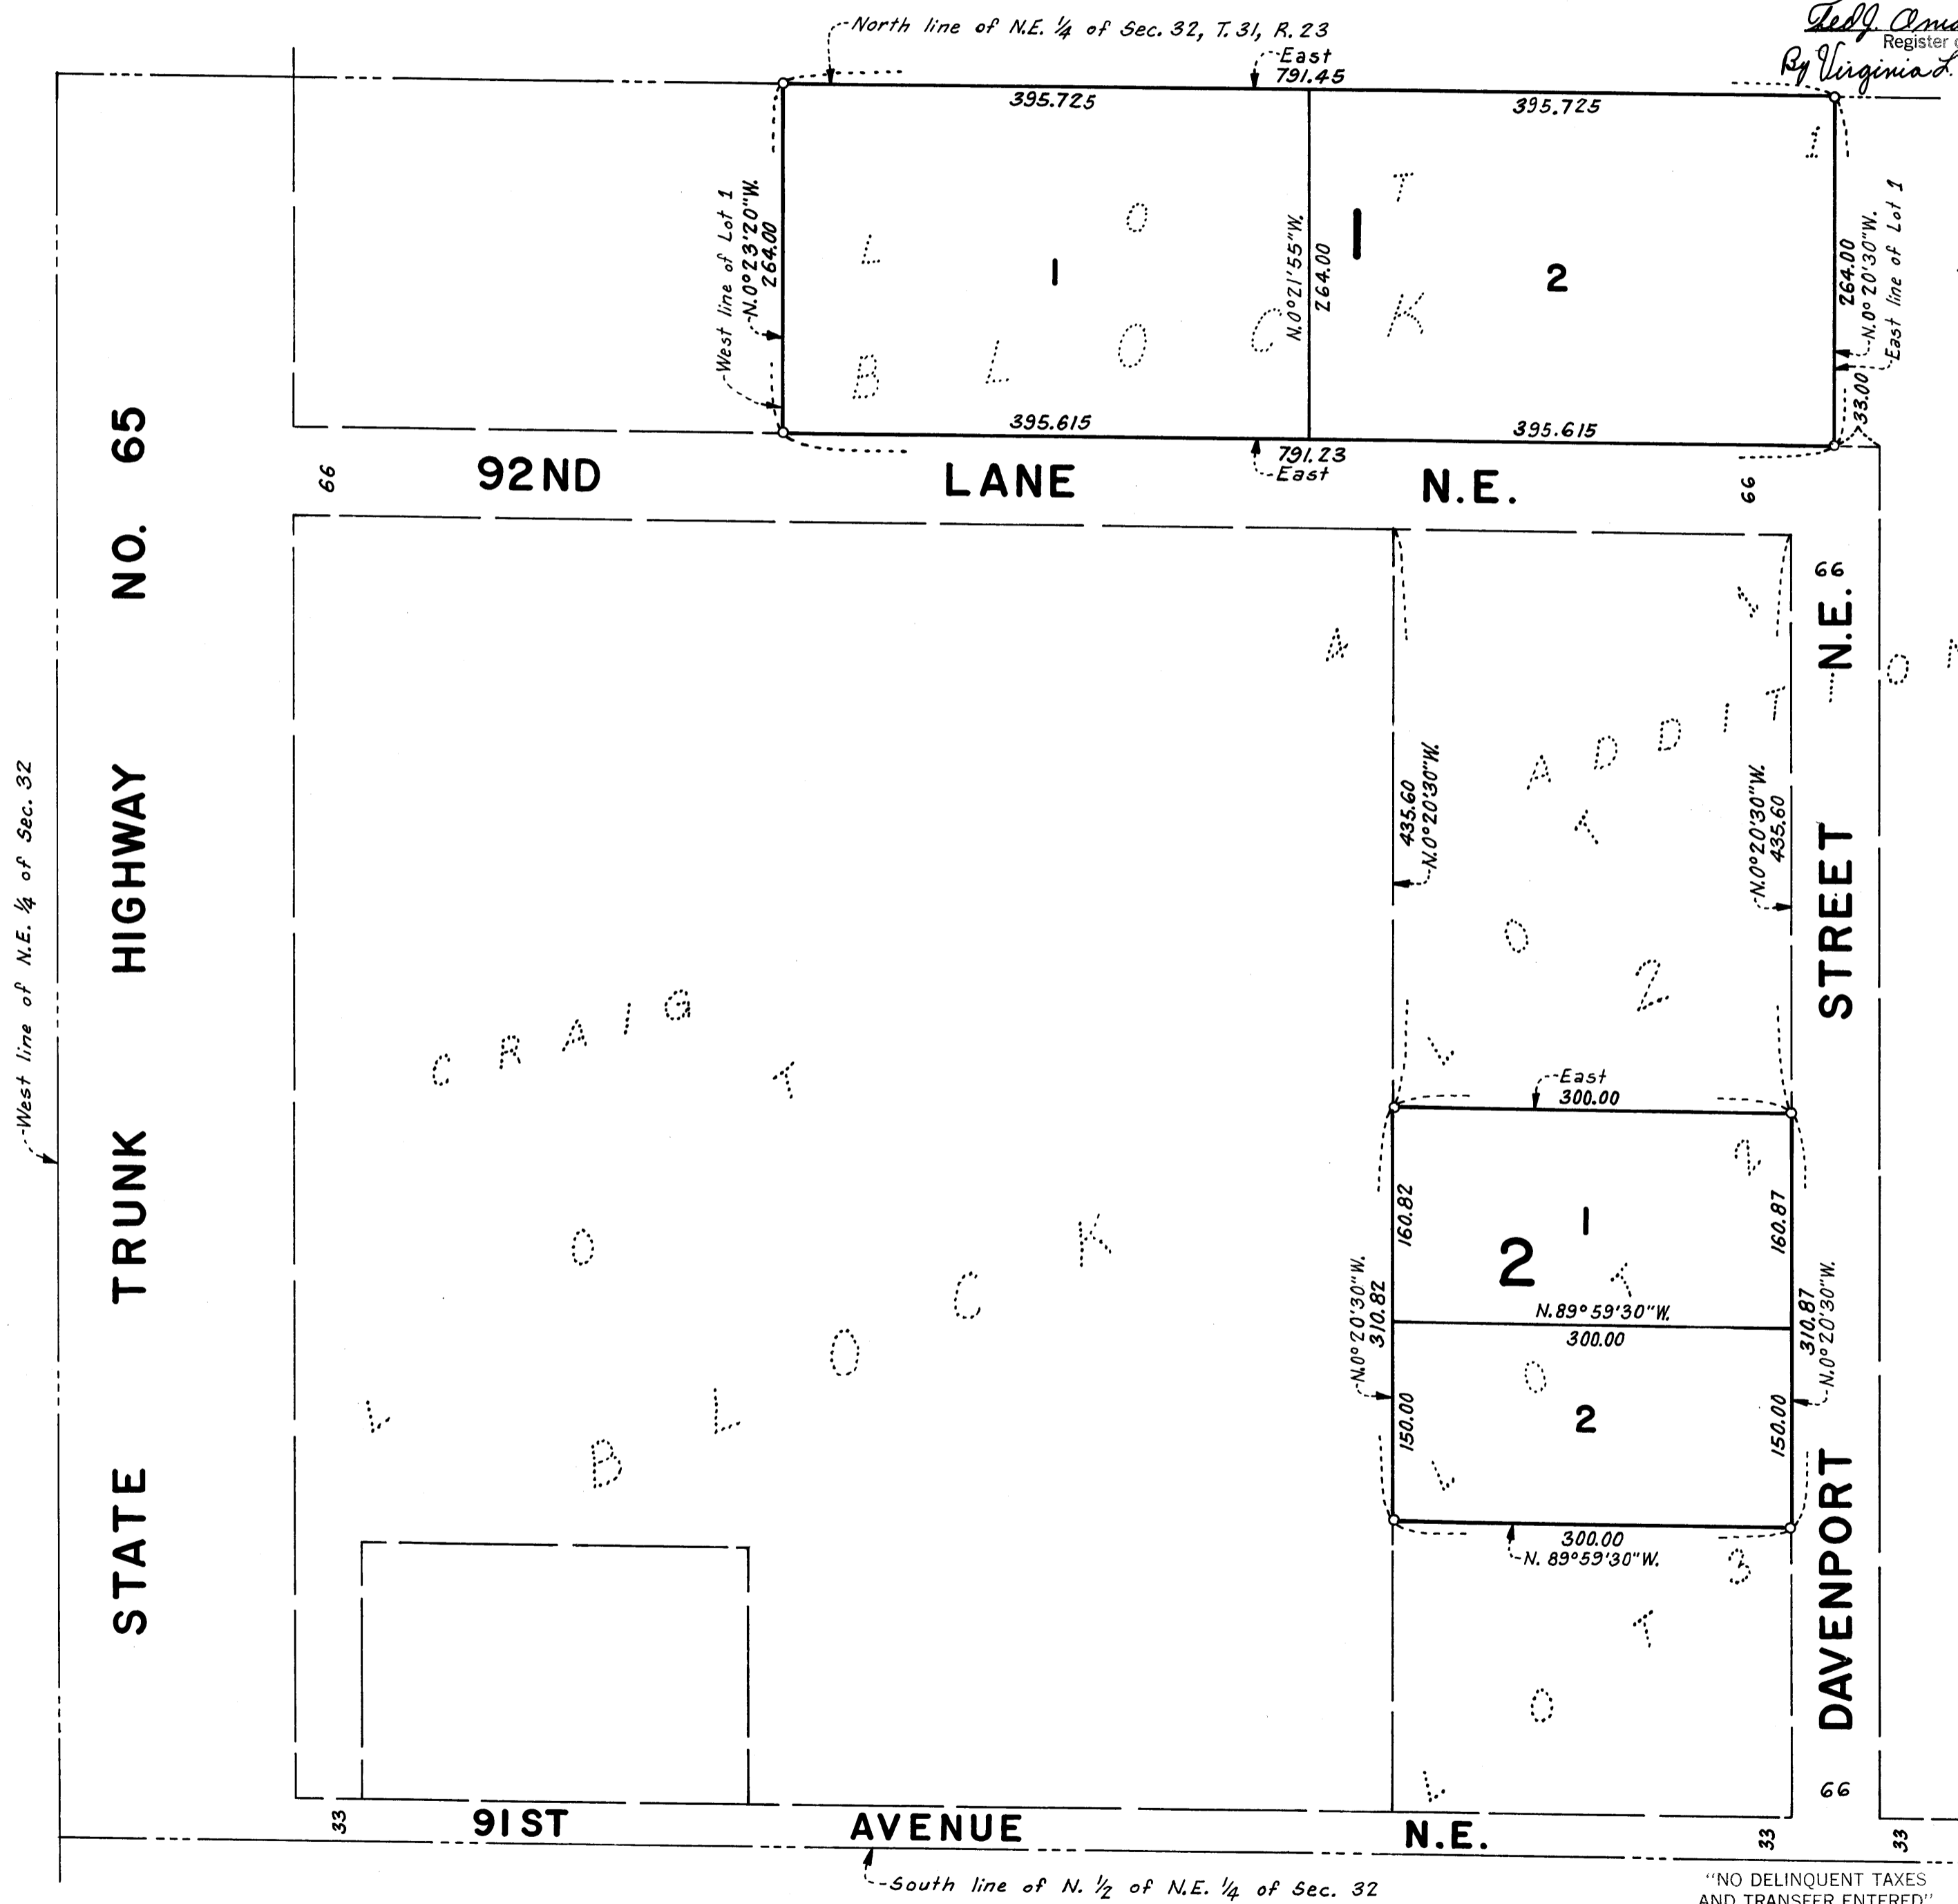 Register
By Virginia L.
North line of N.E. ¼ of Sec. 32, T. 31, R. 23
East
791.45
395.725
395.725
1
L O T
West line of Lot 1
N.0°23'20"W.
264.00
1
N.0°21'55"W.
264.00
1
2
264.00
N.0°20'30"W.
East line of Lot 1
B L O C K
33.00
395.615
395.615
791.23
East
66
92ND LANE N.E.
66
STATE TRUNK HIGHWAY NO. 65
West line of N.E. ¼ of Sec. 32
66
DAVENPORT STREET N.E.
4
1
CRAIG
ADDITION
435.60
N.0°20'30"W.
N.0°20'30"W.
435.60
L O T
2
L O T
B L O C K
East
300.00
2
160.82
160.87
1
2
N.0°20'30"W.
310.82
310.87
N.0°20'30"W.
N.89°59'30"W.
300.00
150.00
150.00
2
L O T
300.00
N. 89°59'30"W.
3
L O T
66
33
91ST AVENUE N.E.
33
33
South line of N. ½ of N.E. ¼ of Sec. 32
"NO DELINQUENT TAXES
AND TRANSFER ENTERED"